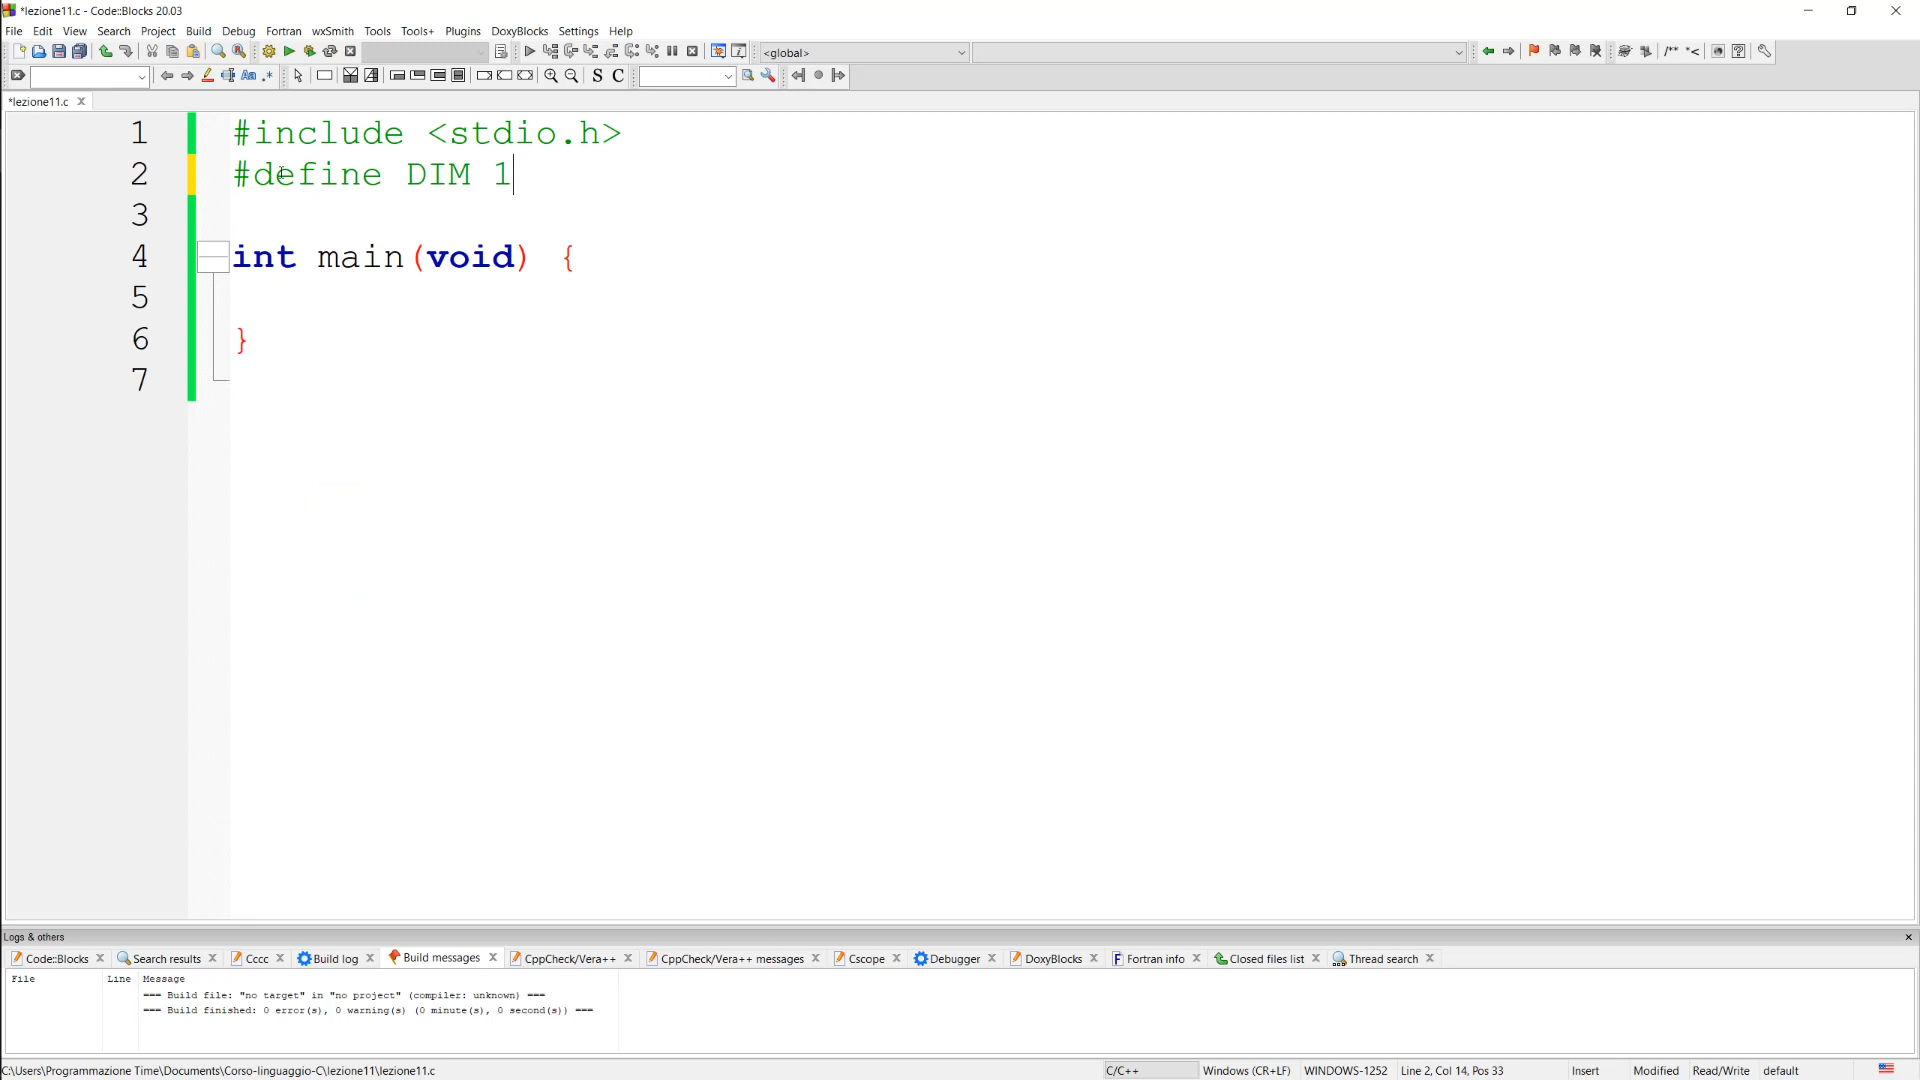 *lezione11.c - Code::Blocks 20.03
File Edit View Search Project Build Debug Fortran wxSmith Tools Tools+ Plugins DoxyBlocks Settings Help
<global>
/** *<
Aa .* S C
*lezione11.c
1 #include <stdio.h>
2 #define DIM 1
3
4 int main(void) {
5
6 }
7
Logs & others
Code::Blocks Search results Cccc Build log Build messages CppCheck/Vera++ CppCheck/Vera++ messages Cscope Debugger DoxyBlocks Fortran info Closed files list Thread search
File Line Message
=== Build file: "no target" in "no project" (compiler: unknown) ===
=== Build finished: 0 error(s), 0 warning(s) (0 minute(s), 0 second(s)) ===
C:\Users\Programmazione Time\Documents\Corso-linguaggio-C\lezione11\lezione11.c C/C++ Windows (CR+LF) WINDOWS-1252 Line 2, Col 14, Pos 33 Insert Modified Read/Write default